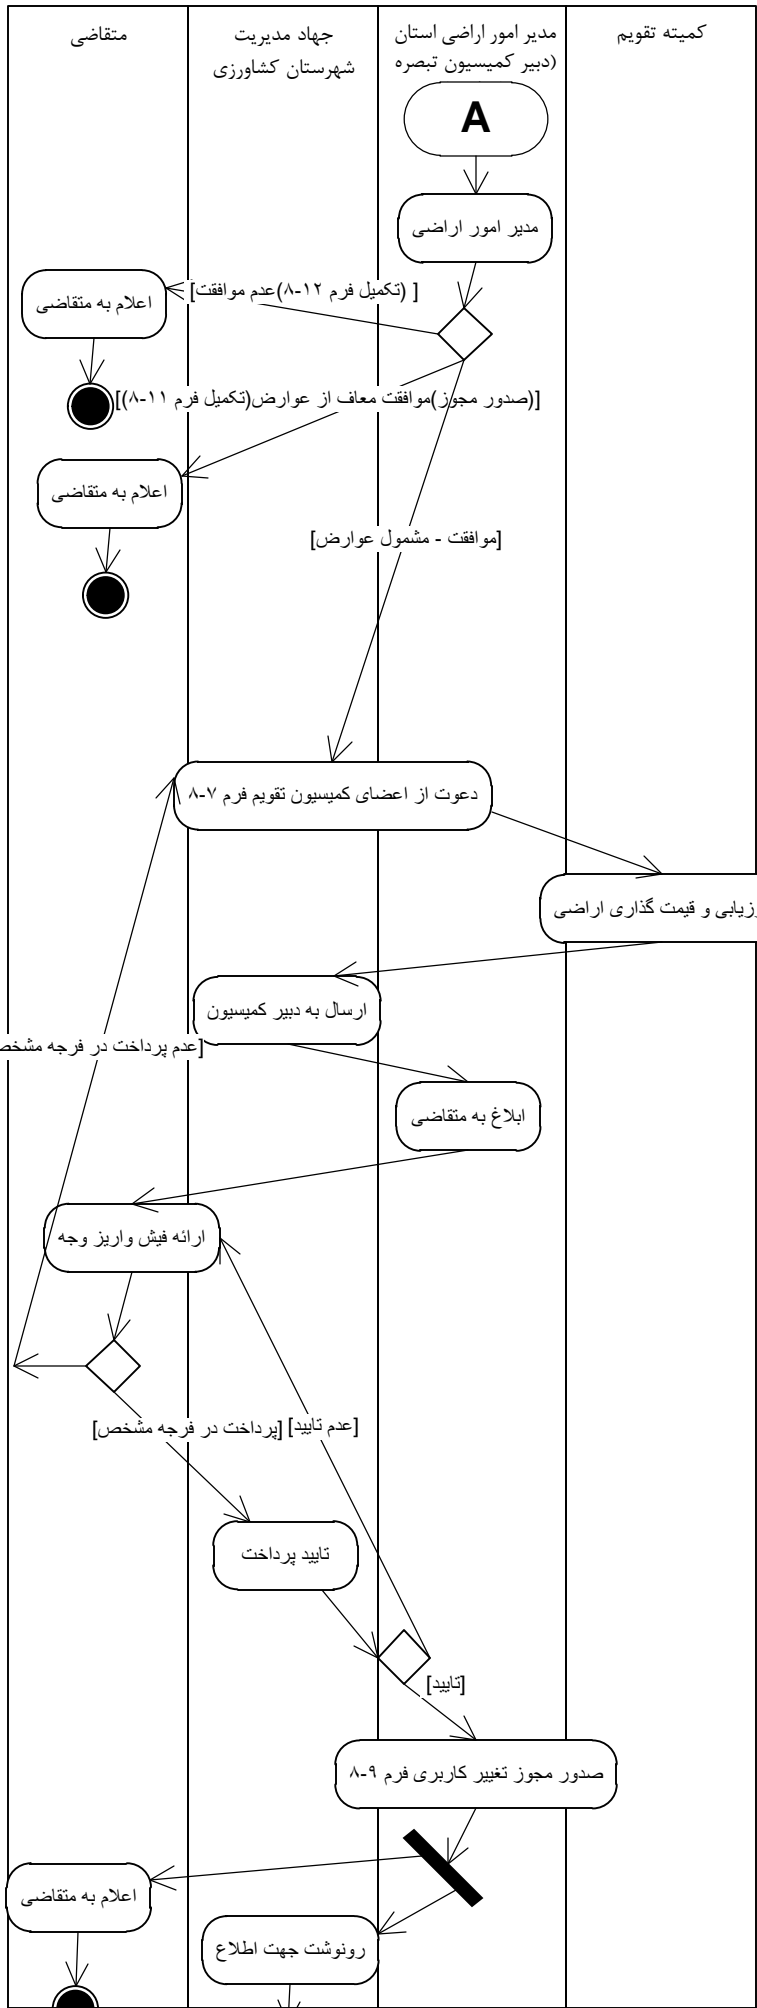 کمیته تقویم
مدیر امور اراضی استان
(دبیر کمیسیون تبصره
جهاد مدیریت
شهرستان کشاورزی
متقاضی
A
مدیر امور اراضی
[ (تکمیل فرم ۱۲-۸)عدم موافقت]
اعلام به متقاضی
[(صدور مجوز)موافقت معاف از عوارض(تکمیل فرم ۱۱-۸)]
اعلام به متقاضی
[موافقت - مشمول عوارض]
دعوت از اعضای کمیسیون تقویم فرم ۷-۸
وزیابی و قیمت گذاری اراضی
ارسال به دبیر کمیسیون
[عدم پرداخت در فرجه مشخص
ابلاغ به متقاضی
ارائه فیش واریز وجه
[پرداخت در فرجه مشخص]
[عدم تایید]
تایید پرداخت
[تایید]
صدور مجوز تغییر کاربری فرم ۹-۸
اعلام به متقاضی
رونوشت جهت اطلاع